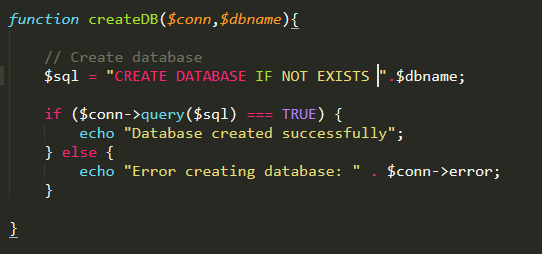 function createDB($conn,$dbname){
// Create database
$sql = "CREATE DATABASE IF NOT EXISTS ".$dbname;
if ($conn->query($sql) === TRUE) {
echo "Database created successfully";
} else {
echo "Error creating database: " . $conn->error;
}
}